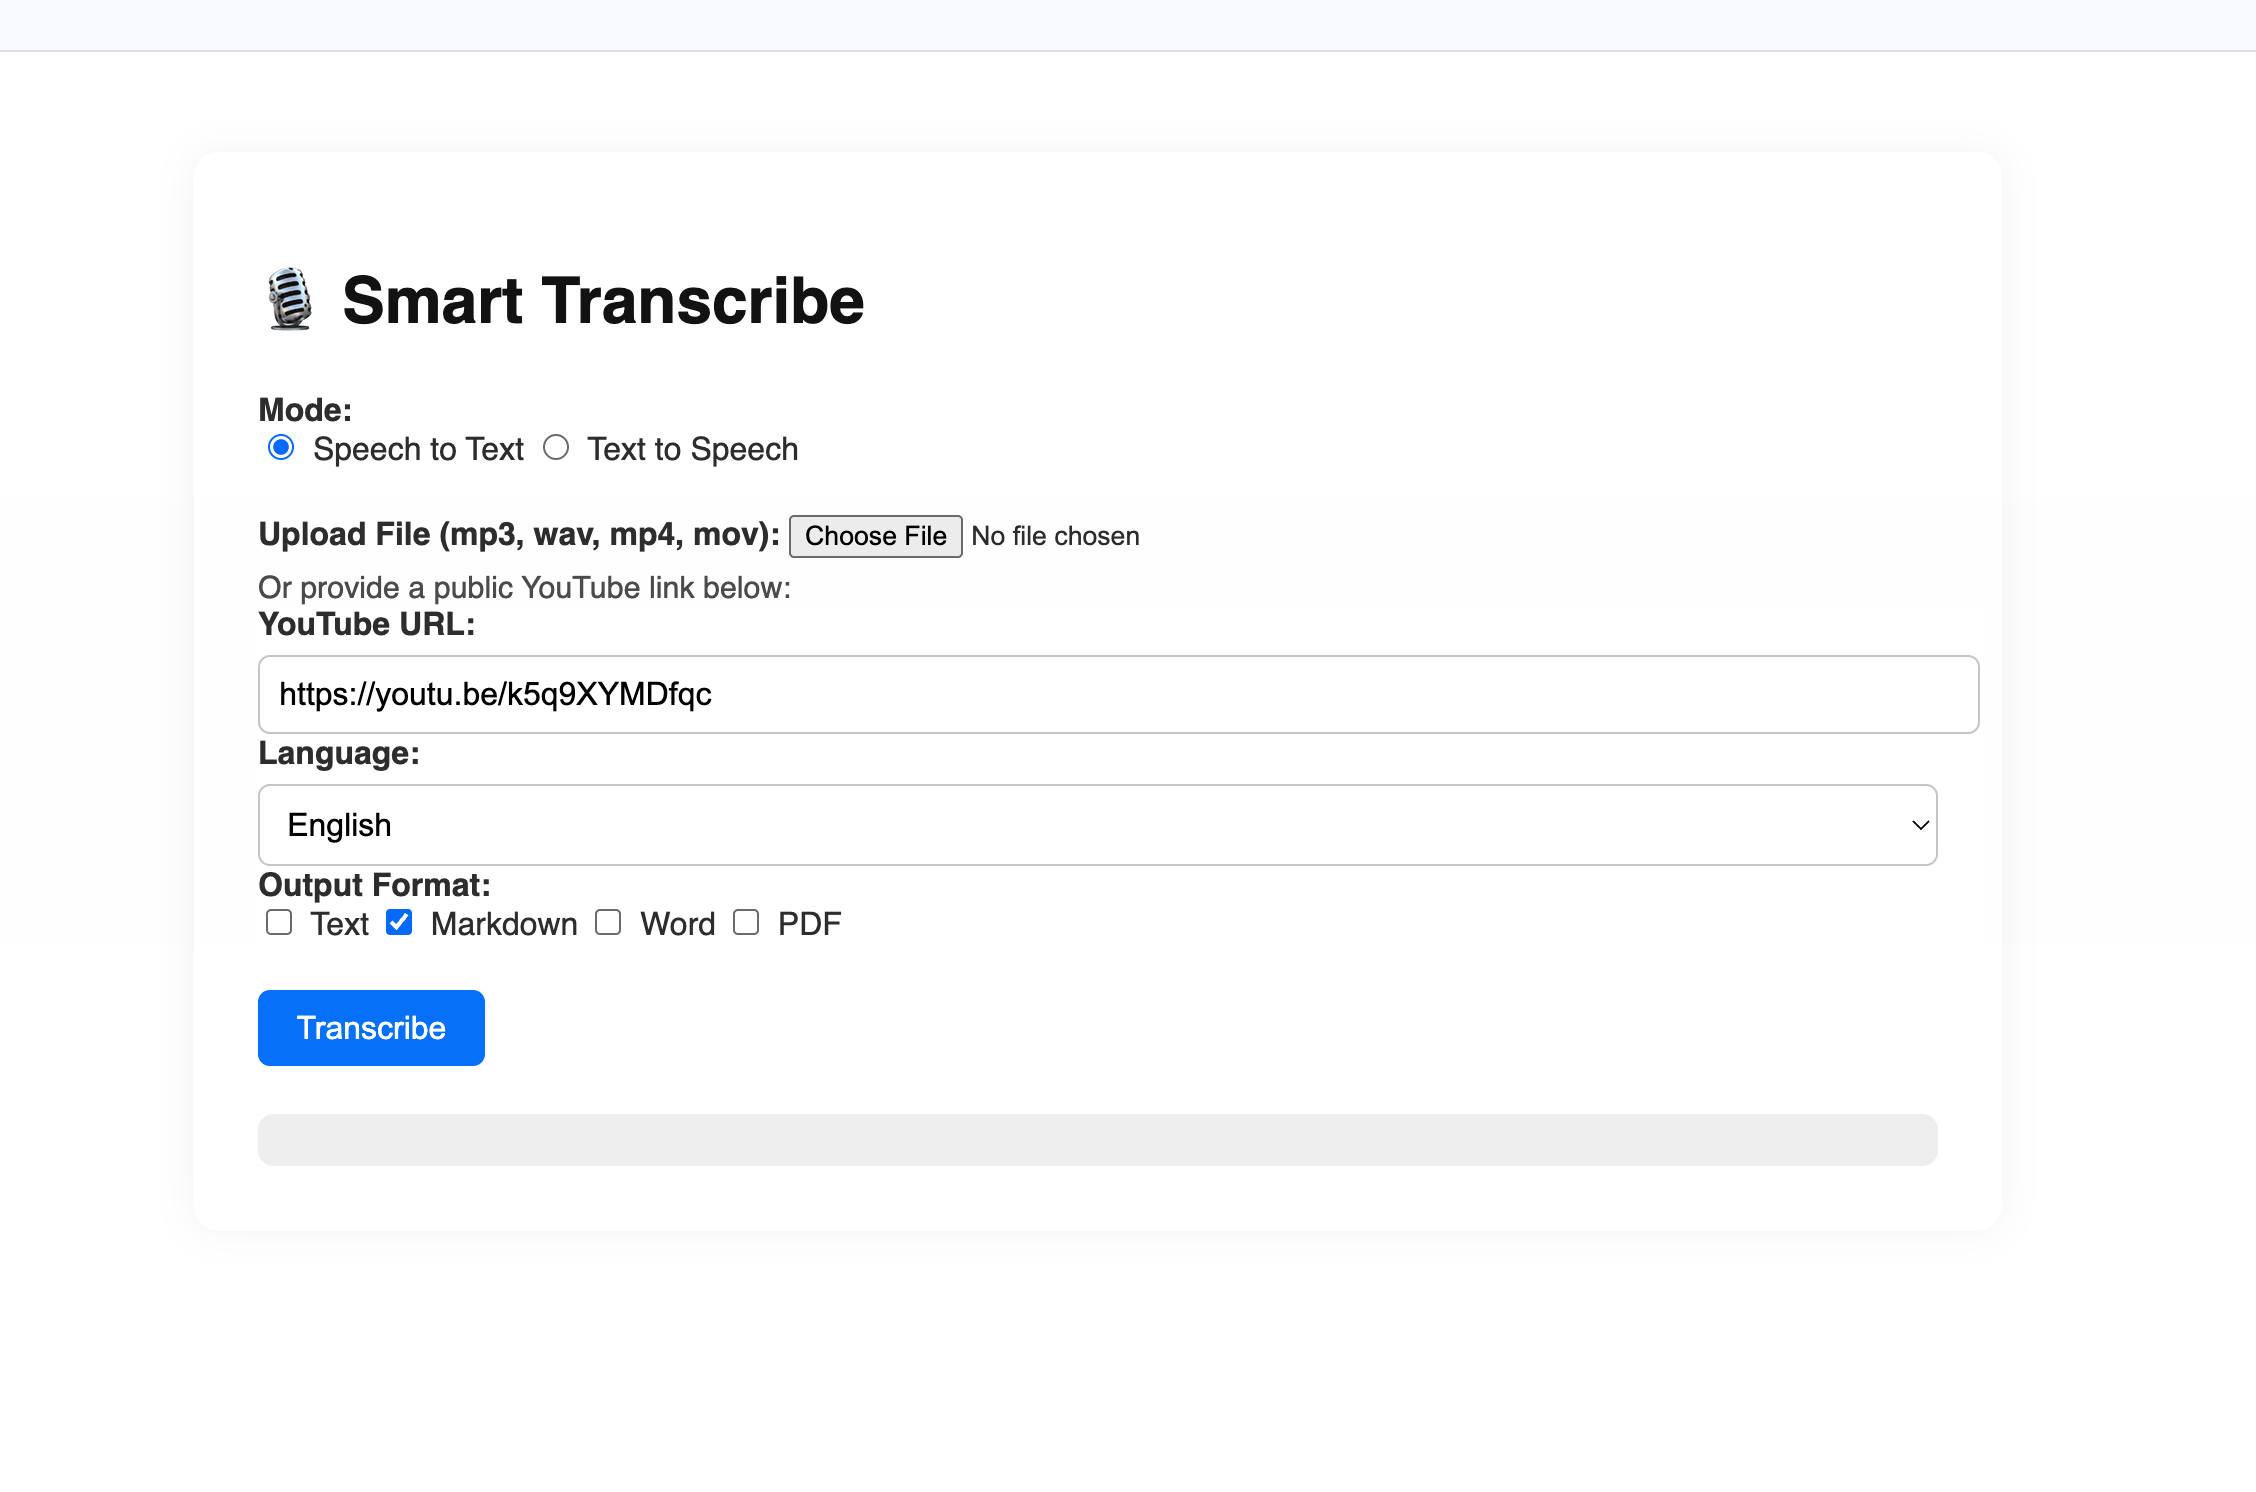 Smart Transcribe
Mode:
Speech to Text Text to Speech
Upload File (mp3, wav, mp4, mov): Choose File No file chosen
Or provide a public YouTube link below:
YouTube URL:
https://youtu.be/k5q9XYMDfqc
Language:
English
Output Format:
Text Markdown Word PDF
Transcribe